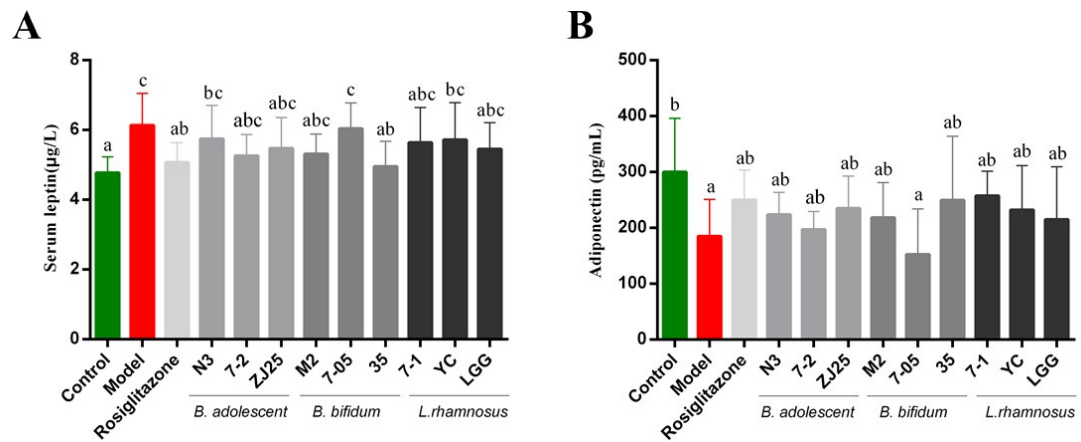 A
Serum leptin(μg/L)
8
6
4
2
0
a
c
ab
bc
abc
abc
abc
c
ab
abc
bc
abc
Control
Model
Rosiglitazone
N3
7-2
ZJ25
M2
7-05
35
7-1
YC
LGG
B. adolescent
B. bifidum
L.rhamnosus
B
Adiponectin (pg/mL)
500
400
300
200
100
0
b
a
ab
ab
ab
ab
ab
a
ab
ab
ab
ab
Control
Model
Rosiglitazone
N3
7-2
ZJ25
M2
7-05
35
7-1
YC
LGG
B. adolescent
B. bifidum
L.rhamnosus